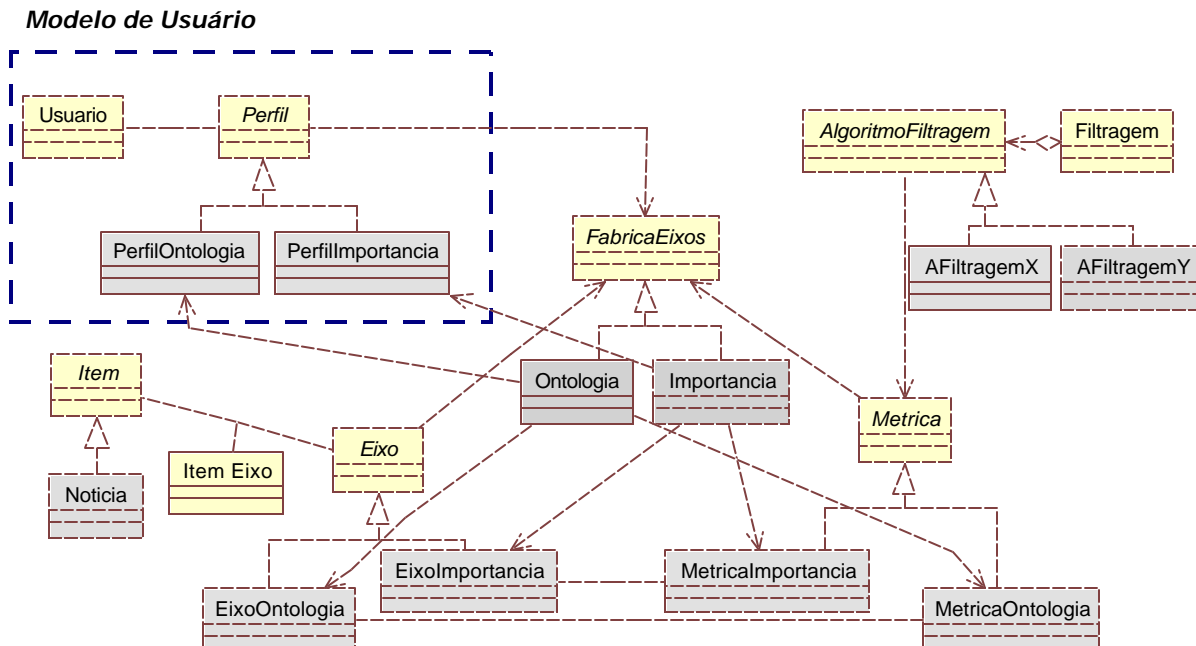 Modelo de Usuário
Usuario
Perfil
AlgoritmoFiltragem
Filtragem
PerfilOntologia
PerfilImportancia
FabricaEixos
AFiltragemX
AFiltragemY
Item
Ontologia
Importancia
Metrica
Eixo
Item Eixo
Noticia
EixoImportancia
MetricaImportancia
EixoOntologia
MetricaOntologia